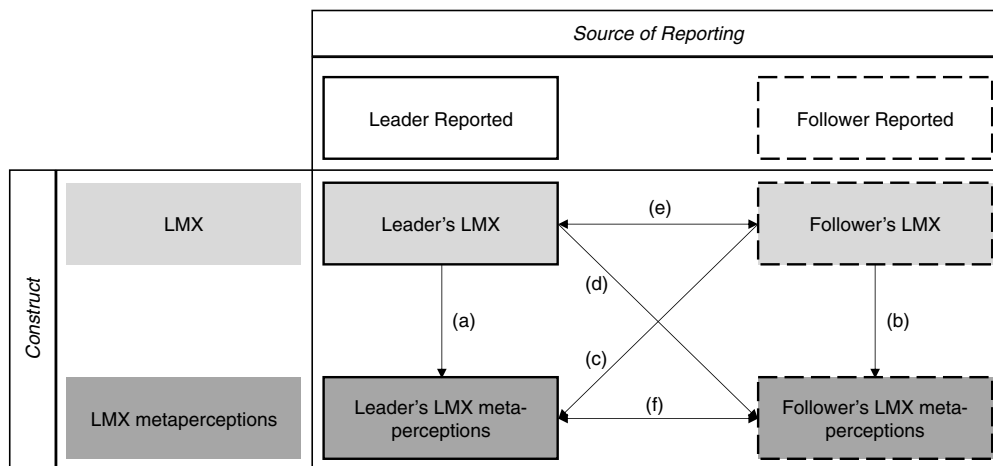 Source of Reporting
Leader Reported
Follower Reported
Construct
LMX
Leader's LMX
(e)
Follower's LMX
(d)
(a)
(b)
(c)
LMX metaperceptions
Leader's LMX meta-
perceptions
(f)
Follower's LMX meta-
perceptions